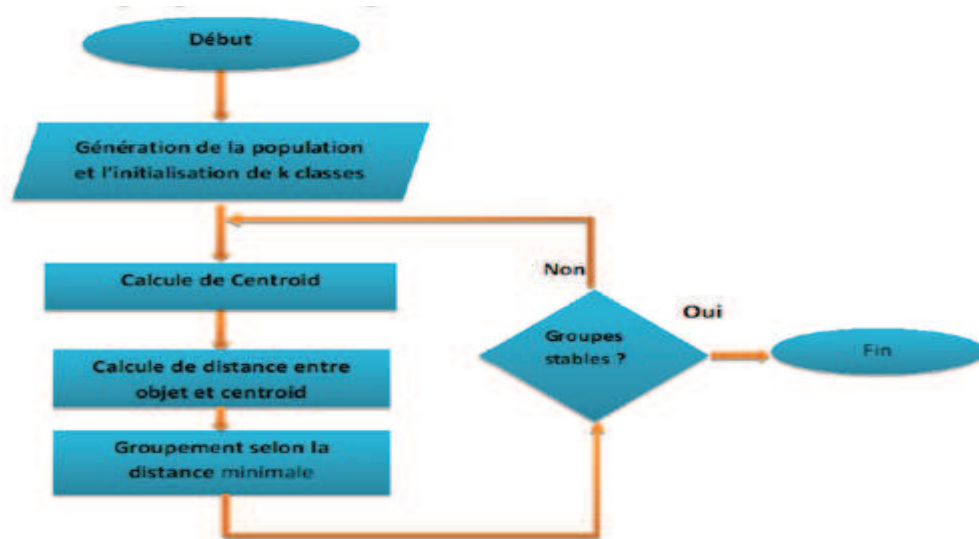 Début
Génération de la population
et l'initialisation de k classes
Calcule de Centroid
Calcule de distance entre
objet et centroid
Groupement selon la
distance minimale
Non
Groupes
stables ?
Oui
Fin